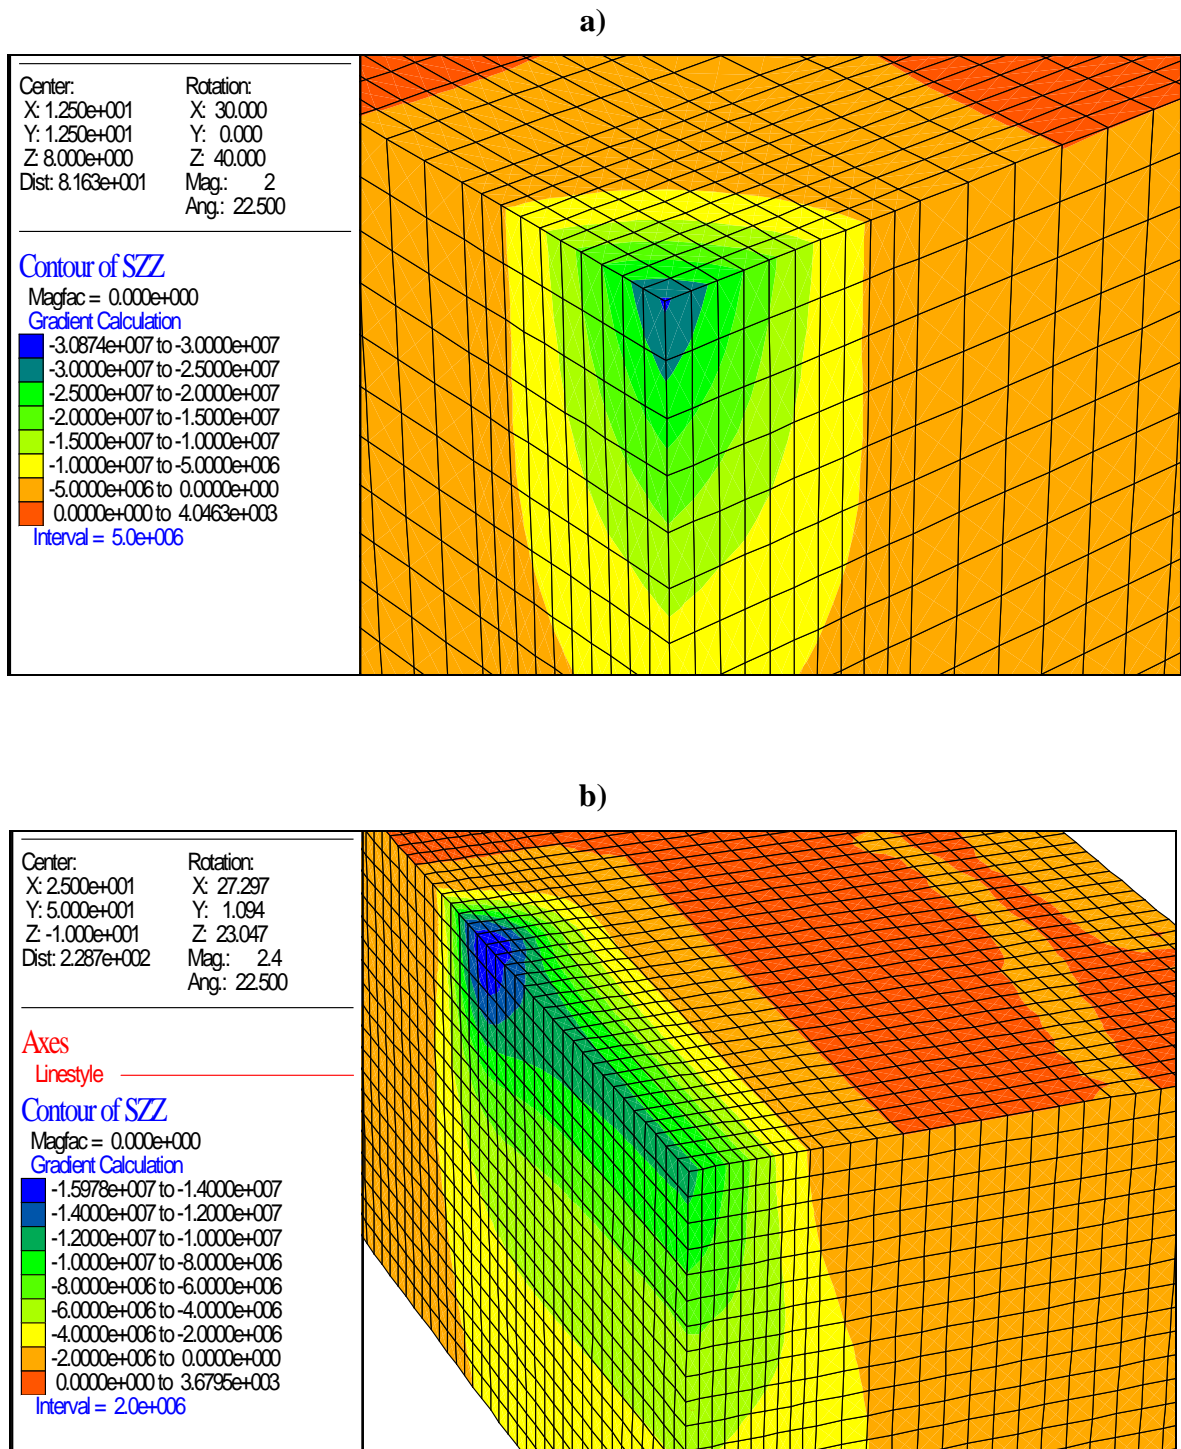 a)
Center:
X: 1.250e+001
Y: 1.250e+001
Z: 8.000e+000
Dist: 8.163e+001
Rotation:
X: 30.000
Y: 0.000
Z: 40.000
Mag.: 2
Ang.: 22.500
Contour of SZZ
Magfac = 0.000e+000
Gradient Calculation
-3.0874e+007 to -3.0000e+007
-3.0000e+007 to -2.5000e+007
-2.5000e+007 to -2.0000e+007
-2.0000e+007 to -1.5000e+007
-1.5000e+007 to -1.0000e+007
-1.0000e+007 to -5.0000e+006
-5.0000e+006 to 0.0000e+000
0.0000e+000 to 4.0463e+003
Interval = 5.0e+006
b)
Center:
X: 2.500e+001
Y: 5.000e+001
Z: -1.000e+001
Dist: 2.287e+002
Rotation:
X: 27.297
Y: 1.094
Z: 23.047
Mag.: 2.4
Ang.: 22.500
Axes
Linestyle
Contour of SZZ
Magfac = 0.000e+000
Gradient Calculation
-1.5978e+007 to -1.4000e+007
-1.4000e+007 to -1.2000e+007
-1.2000e+007 to -1.0000e+007
-1.0000e+007 to -8.0000e+006
-8.0000e+006 to -6.0000e+006
-6.0000e+006 to -4.0000e+006
-4.0000e+006 to -2.0000e+006
-2.0000e+006 to 0.0000e+000
0.0000e+000 to 3.6795e+003
Interval = 2.0e+006